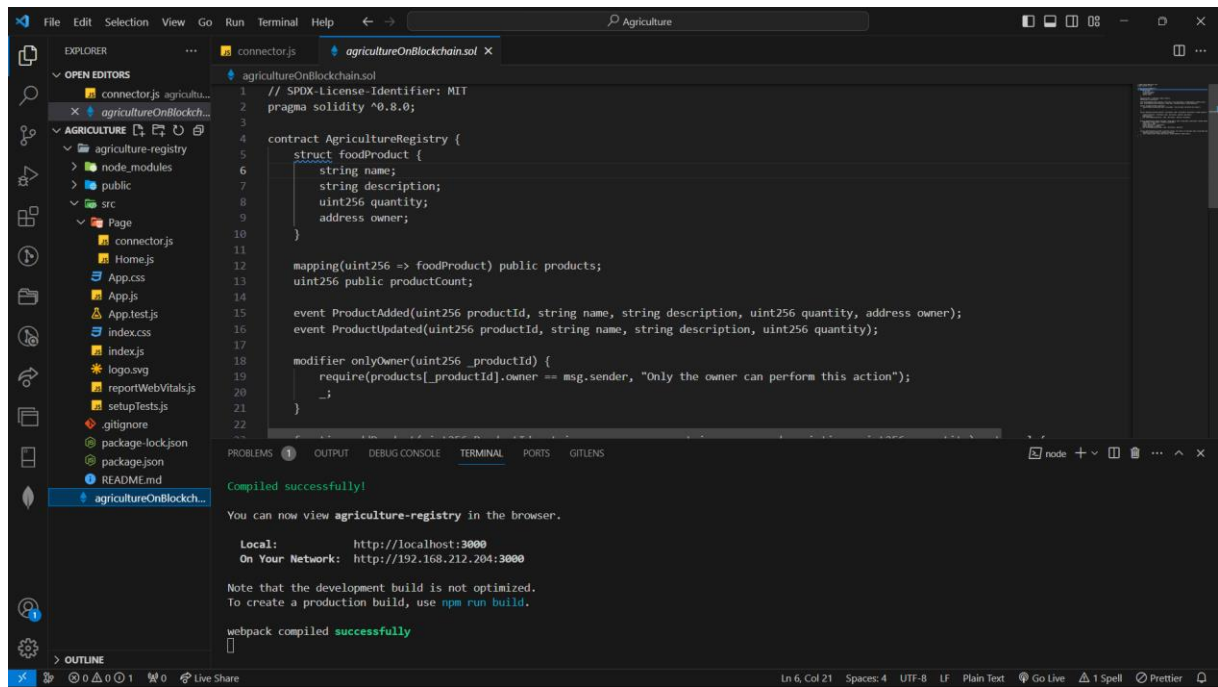 File Edit Selection View Go Run Terminal Help
Agriculture
EXPLORER
OPEN EDITORS
connector.js agricultu...
agricultureOnBlockch...
AGRICULTURE
agriculture-registry
node_modules
public
src
Page
connector.js
Home.js
App.css
App.js
App.test.js
index.css
index.js
logo.svg
reportWebVitals.js
setupTests.js
.gitignore
package-lock.json
package.json
README.md
agricultureOnBlockch...
OUTLINE
connector.js agricultureOnBlockchain.sol
agricultureOnBlockchain.sol
1 // SPDX-License-Identifier: MIT
2 pragma solidity ^0.8.0;
3
4 contract AgricultureRegistry {
5 struct foodProduct {
6 string name;
7 string description;
8 uint256 quantity;
9 address owner;
10 }
11
12 mapping(uint256 => foodProduct) public products;
13 uint256 public productCount;
14
15 event ProductAdded(uint256 productId, string name, string description, uint256 quantity, address owner);
16 event ProductUpdated(uint256 productId, string name, string description, uint256 quantity);
17
18 modifier onlyOwner(uint256 _productId) {
19 require(products[_productId].owner == msg.sender, "Only the owner can perform this action");
20 _;
21 }
22
PROBLEMS 1 OUTPUT DEBUG CONSOLE TERMINAL PORTS GITLENS
node
Compiled successfully!
You can now view agriculture-registry in the browser.
Local: http://localhost:3000
On Your Network: http://192.168.212.204:3000
Note that the development build is not optimized.
To create a production build, use npm run build.
webpack compiled successfully
0 0 1 0 Live Share
Ln 6, Col 21 Spaces: 4 UTF-8 LF Plain Text Go Live 1 Spell Prettier